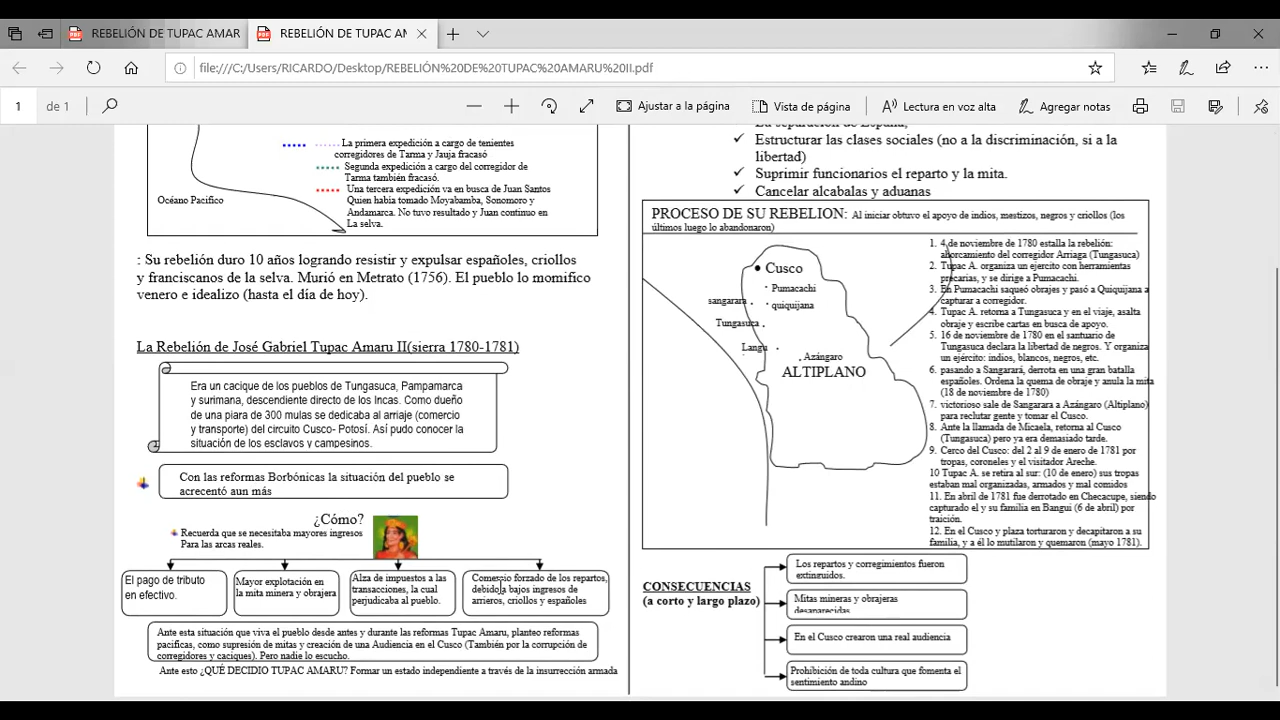 REBELIÓN DE TUPAC AMAR
REBELIÓN DE TUPAC AM
file:///C:/Users/RICARDO/Desktop/REBELIÓN%20DE%20TUPAC%20AMARU%20II.pdf
1 de 1
Ajustar a la página
Vista de página
Lectura en voz alta
Agregar notas
La primera expedición a cargo de tenientes
corregidores de Tarma y Jauja fracasó
Segunda expedición a cargo del corregidor de
Tarma también fracasó.
Una tercera expedición va en busca de Juan Santos
Quien había tomado Moyabamba, Sonomoro y
Andamarca. No tuvo resultado y Juan continuo en
La selva.
Océano Pacifico
: Su rebelión duro 10 años logrando resistir y expulsar españoles, criollos
y franciscanos de la selva. Murió en Metrato (1756). El pueblo lo momifico
venero e idealizo (hasta el día de hoy).
La Rebelión de José Gabriel Tupac Amaru II(sierra 1780-1781)
Era un cacique de los pueblos de Tungasuca, Pampamarca
y surimana, descendiente directo de los Incas. Como dueño
de una piara de 300 mulas se dedicaba al arriaje (comercio
y transporte) del circuito Cusco- Potosí. Así pudo conocer la
situación de los esclavos y campesinos.
Con las reformas Borbónicas la situación del pueblo se
acrecentó aun más
¿Cómo?
Recuerda que se necesitaba mayores ingresos
Para las arcas reales.
El pago de tributo
en efectivo.
Mayor explotación en
la mita minera y obrajera
Alza de impuestos a las
transacciones, la cual
perjudicaba al pueblo.
Comercio forzado de los repartos,
debido a bajos ingresos de
arrieros, criollos y españoles
Ante esta situación que viva el pueblo desde antes y durante las reformas Tupac Amaru, planteo reformas
pacificas, como supresión de mitas y creación de una Audiencia en el Cusco (También por la corrupción de
corregidores y caciques). Pero nadie lo escucho.
Ante esto ¿QUÉ DECIDIO TUPAC AMARU? Formar un estado independiente a través de la insurrección armada
La separación de España,
Estructurar las clases sociales (no a la discriminación, si a la
libertad)
Suprimir funcionarios el reparto y la mita.
Cancelar alcabalas y aduanas
PROCESO DE SU REBELION: Al iniciar obtuvo el apoyo de indios, mestizos, negros y criollos (los
últimos luego lo abandonaron)
Cusco
Pumacachi
sangarara
quiquijana
Tungasuca
Langu
Azángaro
ALTIPLANO
1. 4 de noviembre de 1780 estalla la rebelión:
ahorcamiento del corregidor Arriaga (Tungasuca)
2. Tupac A. organiza un ejercito con herramientas
precarias, y se dirige a Pumacachi.
3. En Pumacachi saqueó obrajes y pasó a Quiquijana a
capturar a corregidor.
4. Tupac A. retorna a Tungasuca y en el viaje, asalta
obraje y escribe cartas en busca de apoyo.
5. 16 de noviembre de 1780 en el santuario de
Tungasuca declara la libertad de negros. Y organiza
un ejército: indios, blancos, negros, etc.
6. pasando a Sangarará, derrota en una gran batalla
españoles. Ordena la quema de obraje y anula la mita
(18 de noviembre de 1780)
7. victorioso sale de Sangarara a Azángaro (Altiplano)
para reclutar gente y tomar el Cusco.
8. Ante la llamada de Micaela, retorna al Cusco
(Tungasuca) pero ya era demasiado tarde.
9. Cerco del Cusco: del 2 al 9 de enero de 1781 por
tropas, coroneles y el visitador Areche.
10 Tupac A. se retira al sur: (10 de enero) sus tropas
estaban mal organizadas, armados y mal comidos
11. En abril de 1781 fue derrotado en Checacupe, siendo
capturado el y su familia en Bangui (6 de abril) por
traición.
12. En el Cusco y plaza torturaron y decapitaron a su
familia, y a él lo mutilaron y quemaron (mayo 1781).
CONSECUENCIAS
(a corto y largo plazo)
Los repartos y corregimientos fueron
extinguidos.
Mitas mineras y obrajeras
desaparecidas
En el Cusco crearon una real audiencia
Prohibición de toda cultura que fomenta el
sentimiento andino